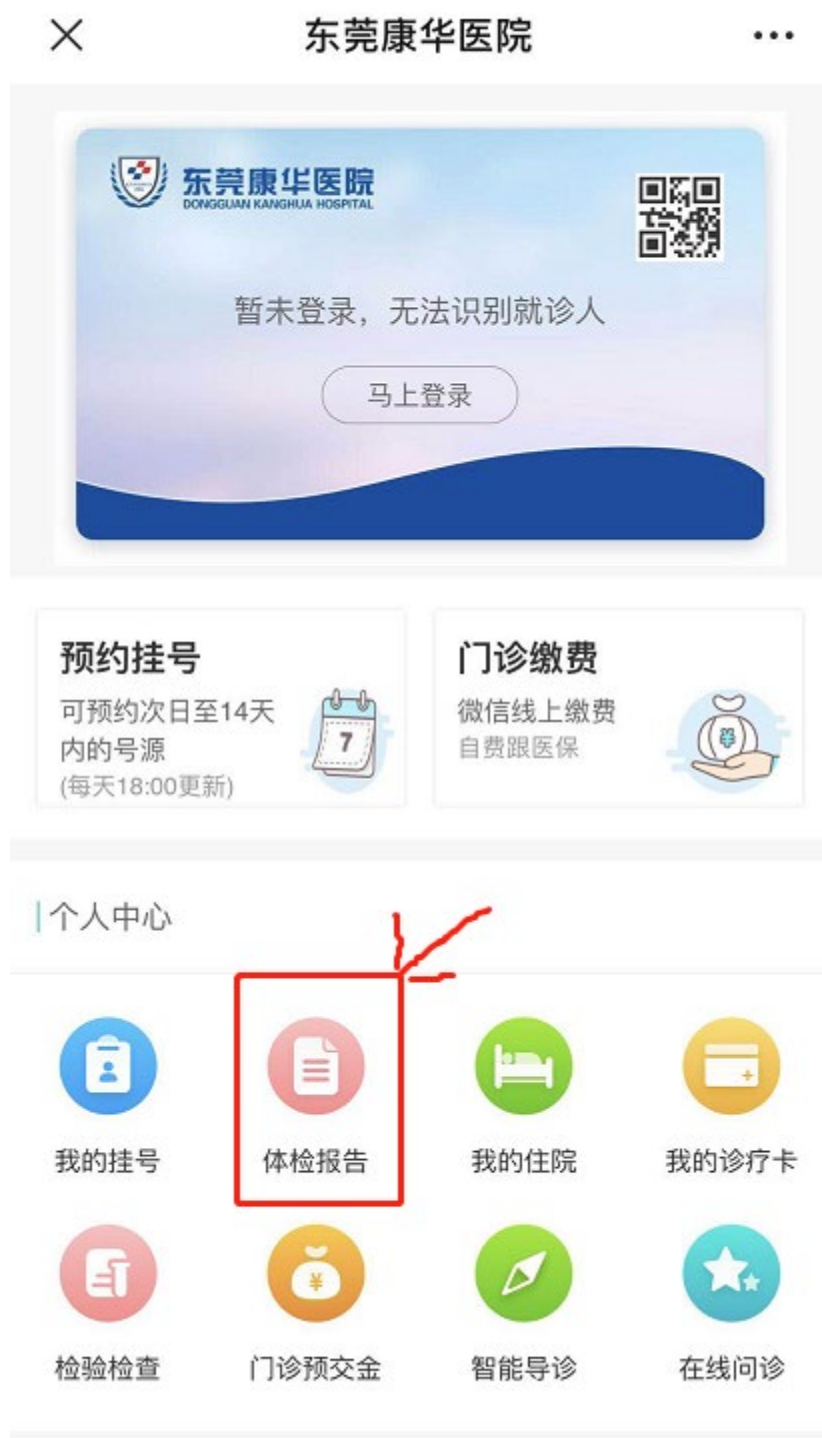 东莞康华医院
东莞康华医院
DONGGUAN KANGHUA HOSPITAL
暂未登录，无法识别就诊人
马上登录
预约挂号
可预约次日至14天
内的号源
(每天18:00更新)
7
门诊缴费
微信线上缴费
自费跟医保
¥
个人中心
我的挂号
体检报告
我的住院
我的诊疗卡
¥
检验检查
门诊预交金
智能导诊
在线问诊